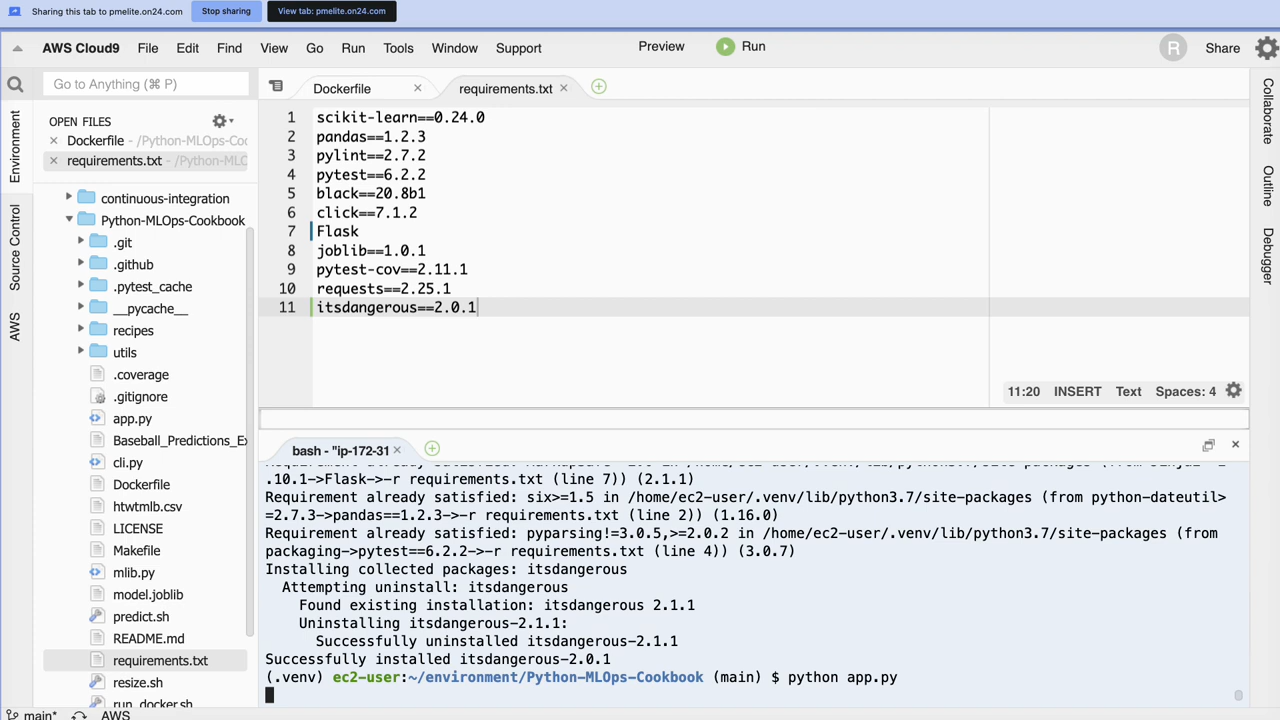 Sharing this tab to pmelite.on24.com Stop sharing View tab: pmelite.on24.com
AWS Cloud9 File Edit Find View Go Run Tools Window Support Preview Run R Share
Go to Anything (⌘ P)
Dockerfile × requirements.txt ×
OPEN FILES
× Dockerfile - /Python-MLOps-Coo
× requirements.txt - /Python-MLO
continuous-integration
Python-MLOps-Cookbook
.git
.github
.pytest_cache
__pycache__
recipes
utils
.coverage
.gitignore
app.py
Baseball_Predictions_Ex
cli.py
Dockerfile
htwtmlb.csv
LICENSE
Makefile
mlib.py
model.joblib
predict.sh
README.md
requirements.txt
resize.sh
run_docker.sh
Environment
Source Control
AWS
1 scikit-learn==0.24.0
2 pandas==1.2.3
3 pylint==2.7.2
4 pytest==6.2.2
5 black==20.8b1
6 click==7.1.2
7 Flask
8 joblib==1.0.1
9 pytest-cov==2.11.1
10 requests==2.25.1
11 itsdangerous==2.0.1
11:20 INSERT Text Spaces: 4
Collaborate
Outline
Debugger
bash - "ip-172-31 ×
.10.1->Flask->-r requirements.txt (line 7)) (2.1.1)
Requirement already satisfied: six>=1.5 in /home/ec2-user/.venv/lib/python3.7/site-packages (from python-dateutil>
=2.7.3->pandas==1.2.3->-r requirements.txt (line 2)) (1.16.0)
Requirement already satisfied: pyparsing!=3.0.5,>=2.0.2 in /home/ec2-user/.venv/lib/python3.7/site-packages (from
packaging->pytest==6.2.2->-r requirements.txt (line 4)) (3.0.7)
Installing collected packages: itsdangerous
Attempting uninstall: itsdangerous
Found existing installation: itsdangerous 2.1.1
Uninstalling itsdangerous-2.1.1:
Successfully uninstalled itsdangerous-2.1.1
Successfully installed itsdangerous-2.0.1
(.venv) ec2-user:~/environment/Python-MLOps-Cookbook (main) $ python app.py
main* AWS